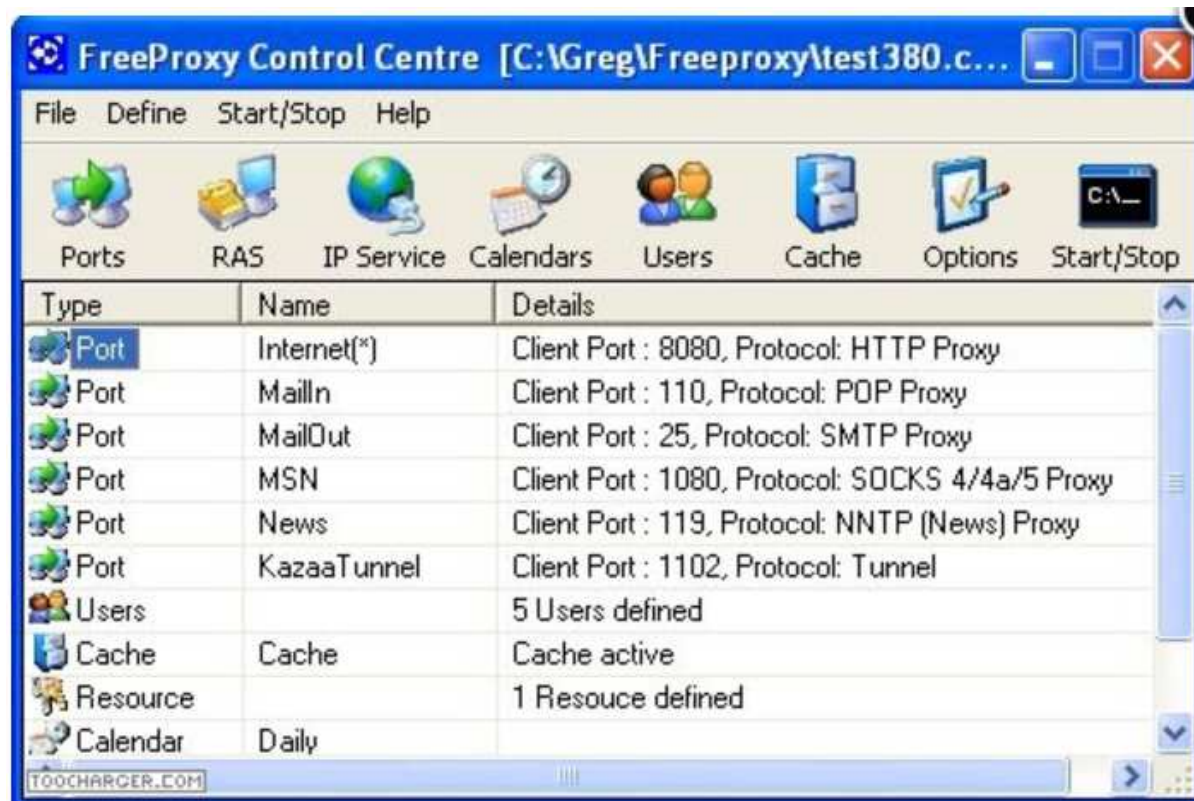 FreeProxy Control Centre [C:\Greg\Freeproxy\test380.c...
File Define Start/Stop Help
C:\_
Ports RAS IP Service Calendars Users Cache Options Start/Stop
Type Name Details
Port Internet(*) Client Port : 8080, Protocol: HTTP Proxy
Port MailIn Client Port : 110, Protocol: POP Proxy
Port MailOut Client Port : 25, Protocol: SMTP Proxy
Port MSN Client Port : 1080, Protocol: SOCKS 4/4a/5 Proxy
Port News Client Port : 119, Protocol: NNTP (News) Proxy
Port KazaaTunnel Client Port : 1102, Protocol: Tunnel
Users 5 Users defined
Cache Cache Cache active
Resource 1 Resouce defined
Calendar Daily
TOOCHARGER.COM